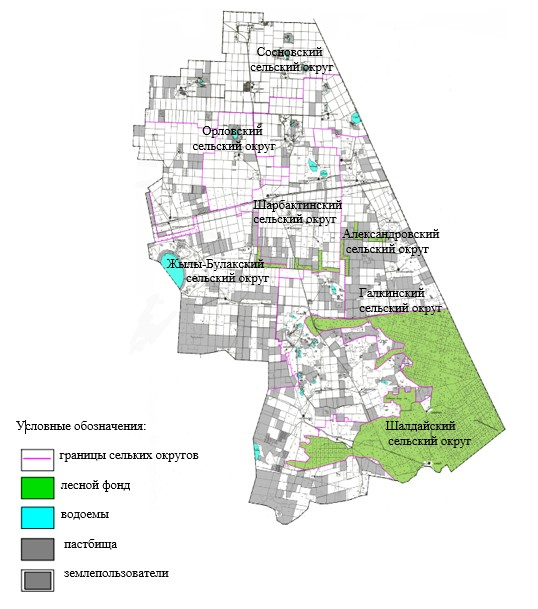 Сосновский
сельский округ
Орловский
сельский округ
Шарбактинский
сельский округ
Александровский
сельский округ
Жылы-Булакский
сельский округ
Галкинский
сельский округ
Шалдайский
сельский округ
Условные обозначения:
границы сельких округов
лесной фонд
водоемы
пастбища
землепользователи